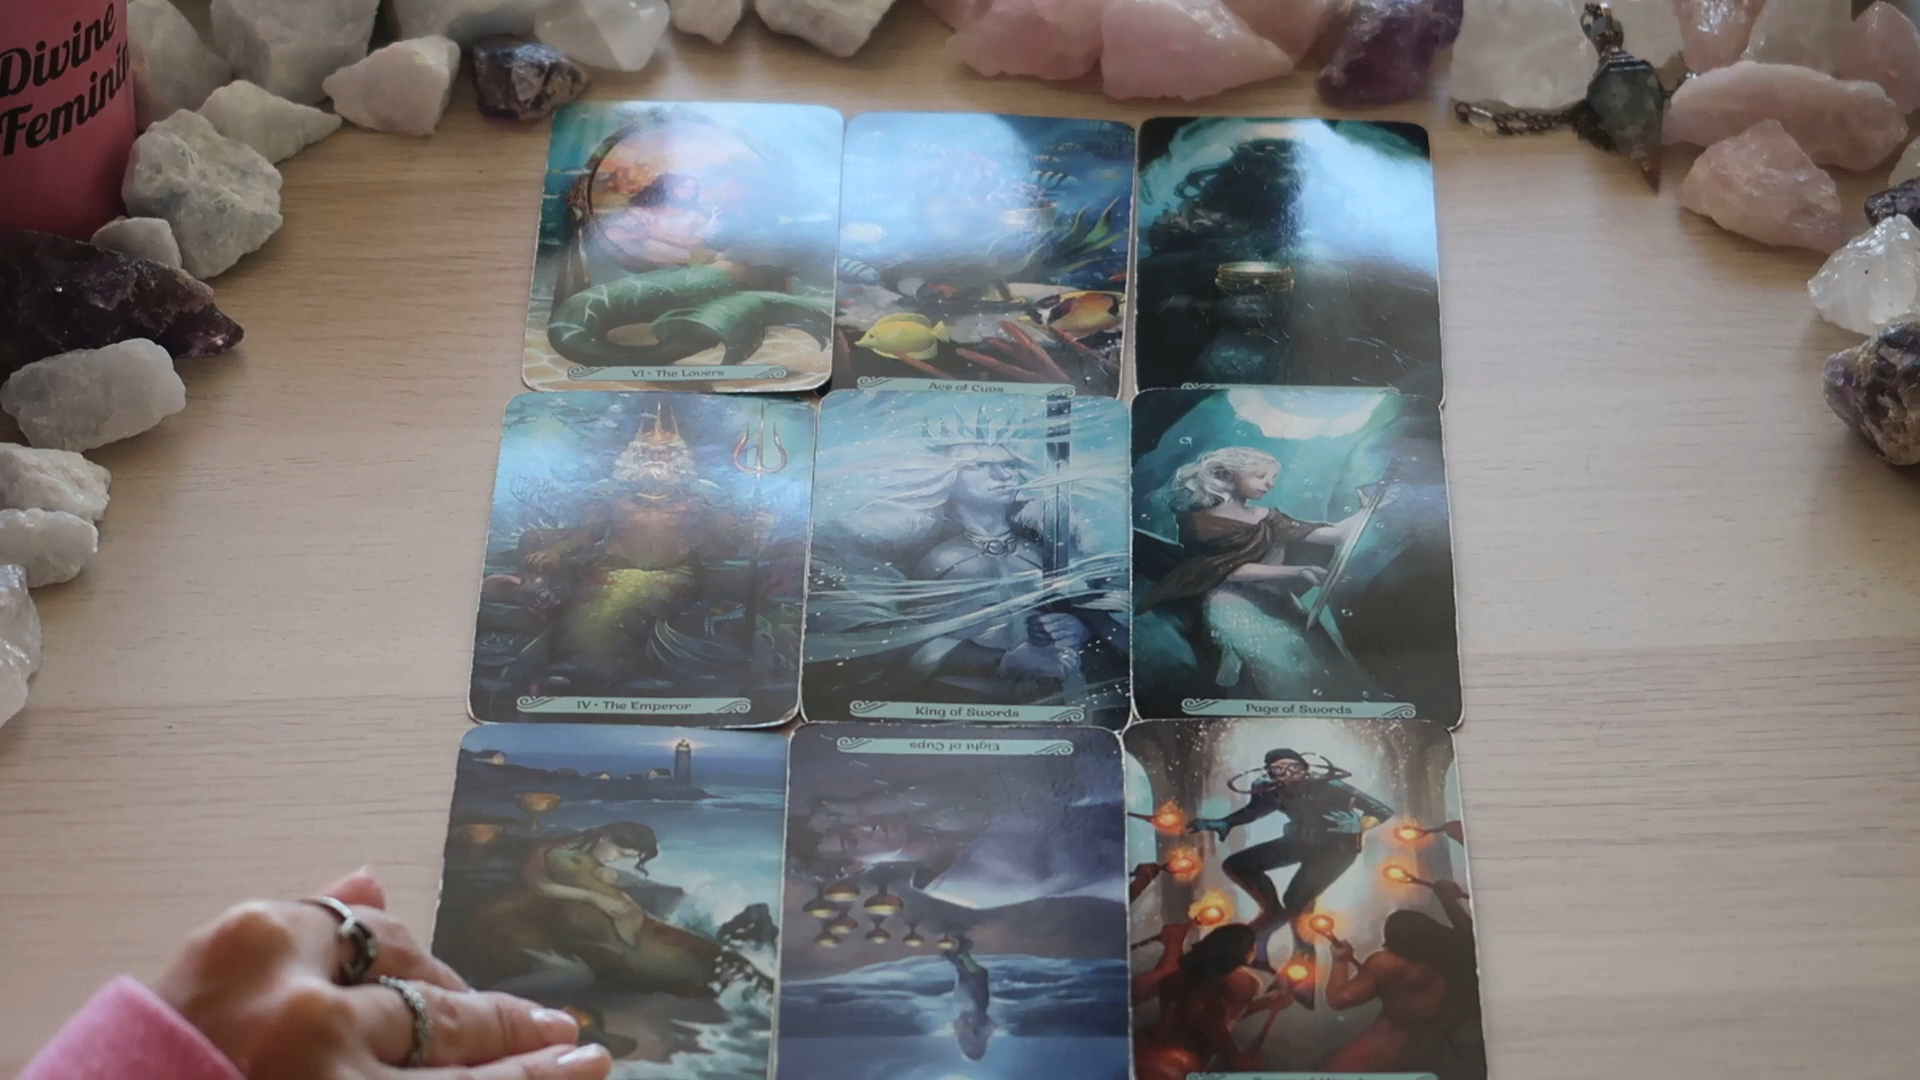 Divine
Feminin
VI • The Lovers
Ace of Cups
IV • The Emperor
King of Swords
Page of Swords
Eight of Cups